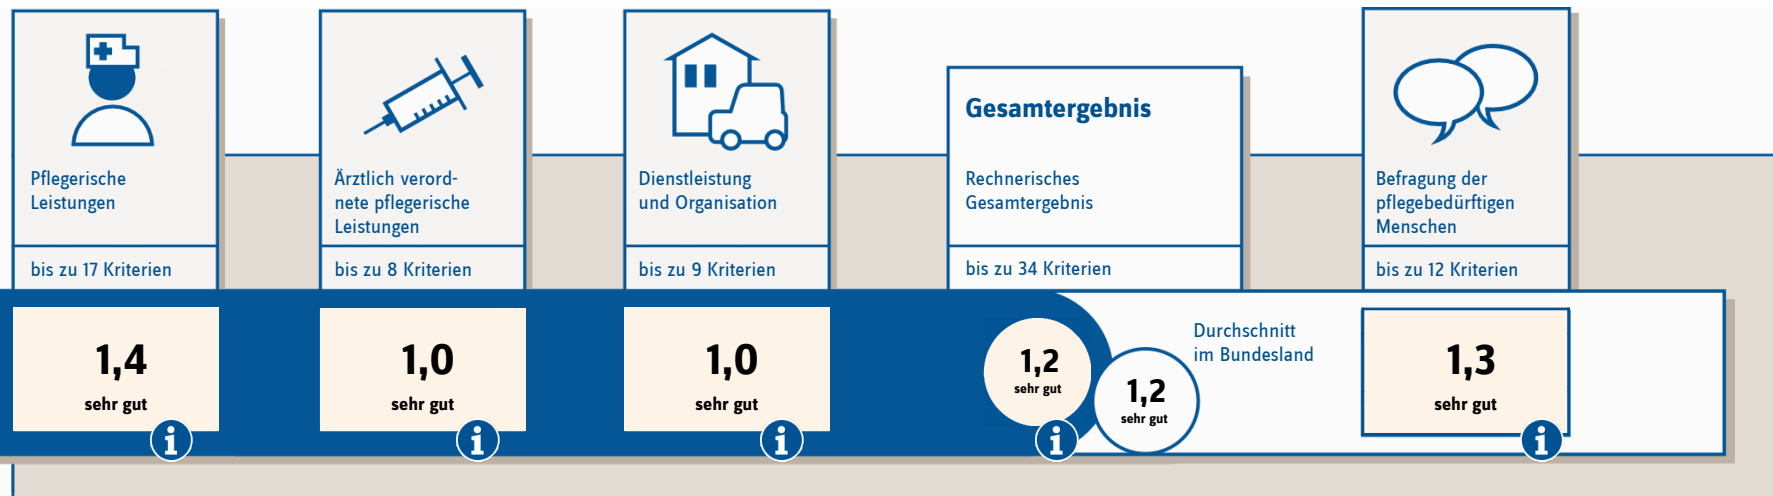 Pflegerische
Leistungen
bis zu 17 Kriterien
1,4
sehr gut
i
Ärztlich verord-
nete pflegerische
Leistungen
bis zu 8 Kriterien
1,0
sehr gut
i
Dienstleistung
und Organisation
bis zu 9 Kriterien
1,0
sehr gut
i
Gesamtergebnis
Rechnerisches
Gesamtergebnis
bis zu 34 Kriterien
1,2
sehr gut
i
Durchschnitt
im Bundesland
1,2
sehr gut
Befragung der
pflegebedürftigen
Menschen
bis zu 12 Kriterien
1,3
sehr gut
i